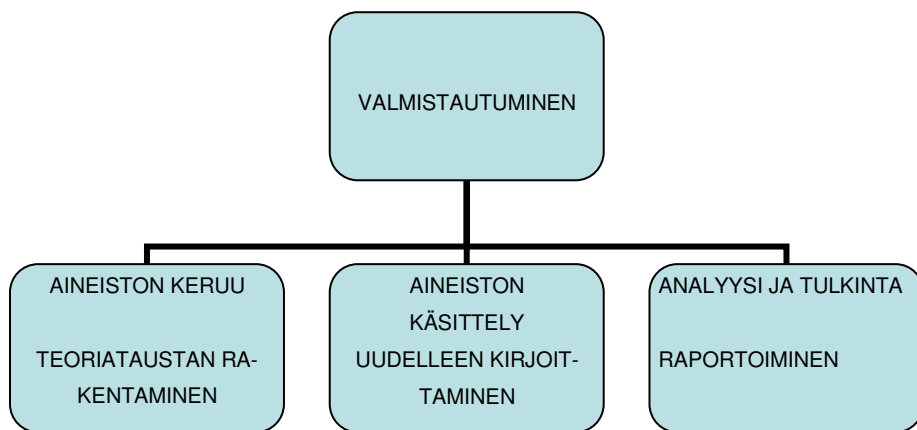 VALMISTAUTUMINEN
AINEISTON KERUU
TEORIATAUSTAN RA-
KENTAMINEN
AINEISTON
KÄSITTELY
UUDELLEEN KIRJOIT-
TAMINEN
ANALYYSI JA TULKINTA
RAPORTOIMINEN